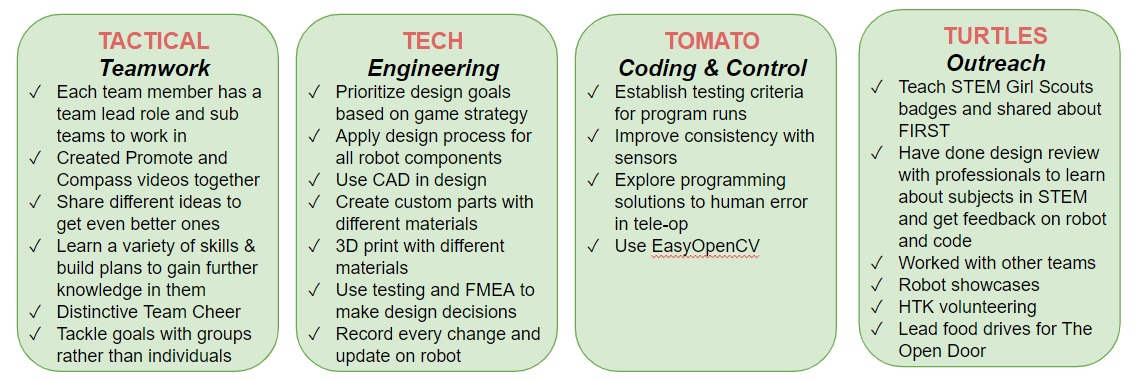 TACTICAL
Teamwork
✓ Each team member has a
team lead role and sub
teams to work in
✓ Created Promote and
Compass videos together
✓ Share different ideas to
get even better ones
✓ Learn a variety of skills &
build plans to gain further
knowledge in them
✓ Distinctive Team Cheer
✓ Tackle goals with groups
rather than individuals
TECH
Engineering
✓ Prioritize design goals
based on game strategy
✓ Apply design process for
all robot components
✓ Use CAD in design
✓ Create custom parts with
different materials
✓ 3D print with different
materials
✓ Use testing and FMEA to
make design decisions
✓ Record every change and
update on robot
TOMATO
Coding & Control
✓ Establish testing criteria
for program runs
✓ Improve consistency with
sensors
✓ Explore programming
solutions to human error
in tele-op
✓ Use EasyOpenCV
TURTLES
Outreach
✓ Teach STEM Girl Scouts
badges and shared about
FIRST
✓ Have done design review
with professionals to learn
about subjects in STEM
and get feedback on robot
and code
✓ Worked with other teams
✓ Robot showcases
✓ HTK volunteering
✓ Lead food drives for The
Open Door